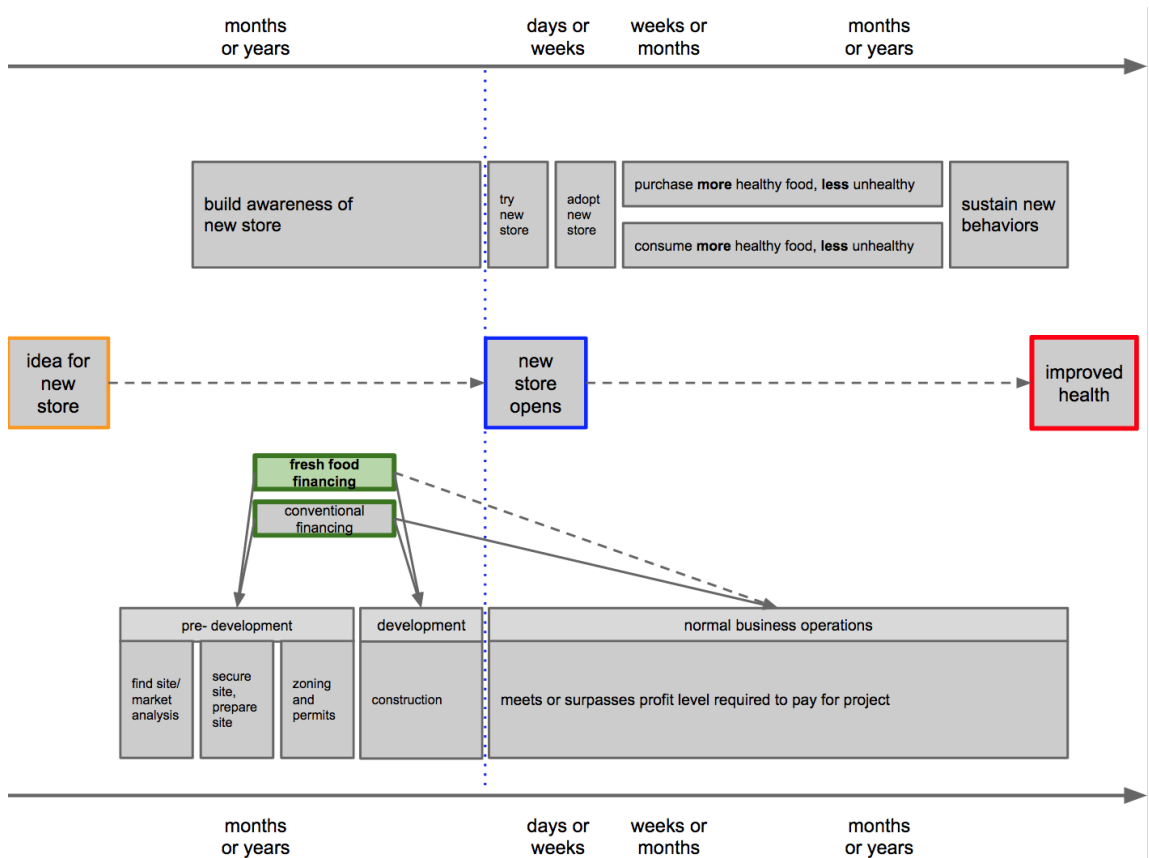 months
or years
days or
weeks
weeks or
months
months
or years
build awareness of
new store
try
new
store
adopt
new
store
purchase more healthy food, less unhealthy
consume more healthy food, less unhealthy
sustain new
behaviors
idea for
new
store
new
store
opens
improved
health
fresh food
financing
conventional
financing
pre- development
development
normal business operations
find site/
market
analysis
secure
site,
prepare
site
zoning
and
permits
construction
meets or surpasses profit level required to pay for project
months
or years
days or
weeks
weeks or
months
months
or years